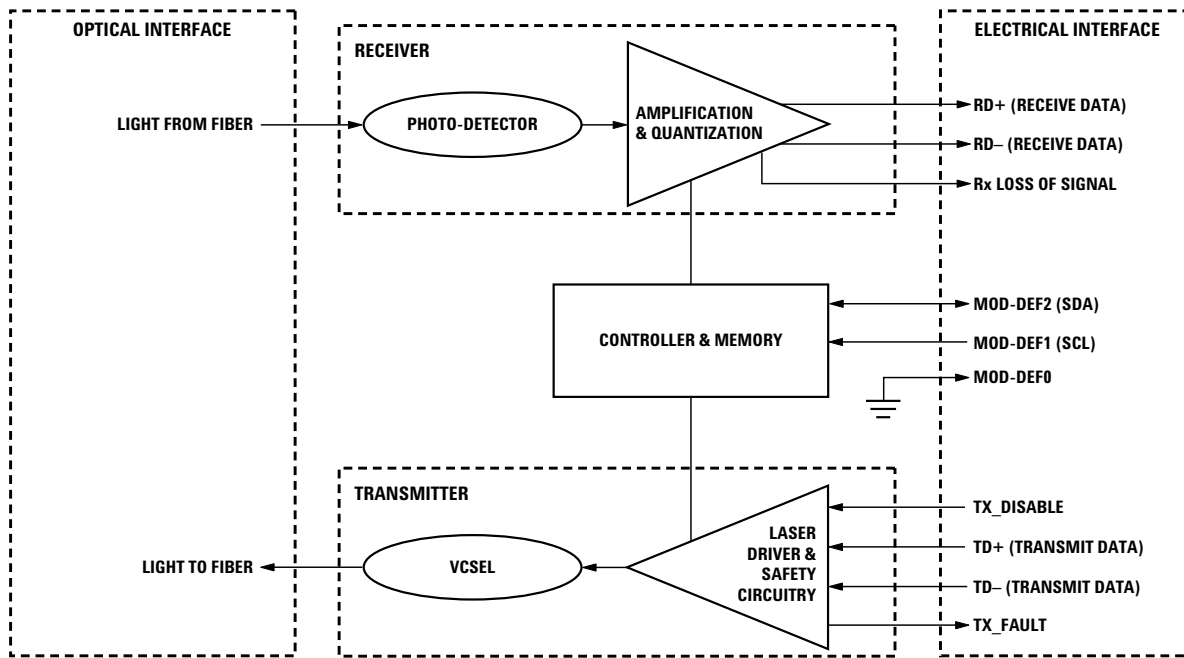 OPTICAL INTERFACE
ELECTRICAL INTERFACE
RECEIVER
LIGHT FROM FIBER
PHOTO-DETECTOR
AMPLIFICATION
& QUANTIZATION
RD+ (RECEIVE DATA)
RD– (RECEIVE DATA)
Rx LOSS OF SIGNAL
CONTROLLER & MEMORY
MOD-DEF2 (SDA)
MOD-DEF1 (SCL)
MOD-DEF0
TRANSMITTER
LIGHT TO FIBER
VCSEL
LASER
DRIVER &
SAFETY
CIRCUITRY
TX_DISABLE
TD+ (TRANSMIT DATA)
TD– (TRANSMIT DATA)
TX_FAULT